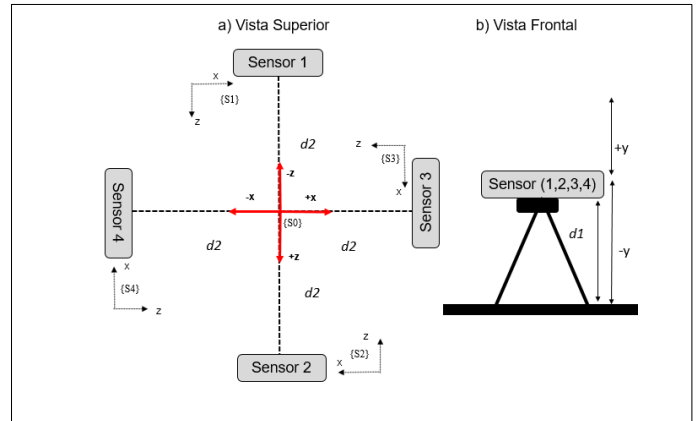 a) Vista Superior
b) Vista Frontal
Sensor 1
x
{S1}
z
d2
z
{S3}
x
Sensor 3
-z
-x
+x
{S0}
+z
Sensor 4
d2
d2
d2
x
{S4}
z
Sensor 2
z
{S2}
x
+y
Sensor (1,2,3,4)
d1
-y